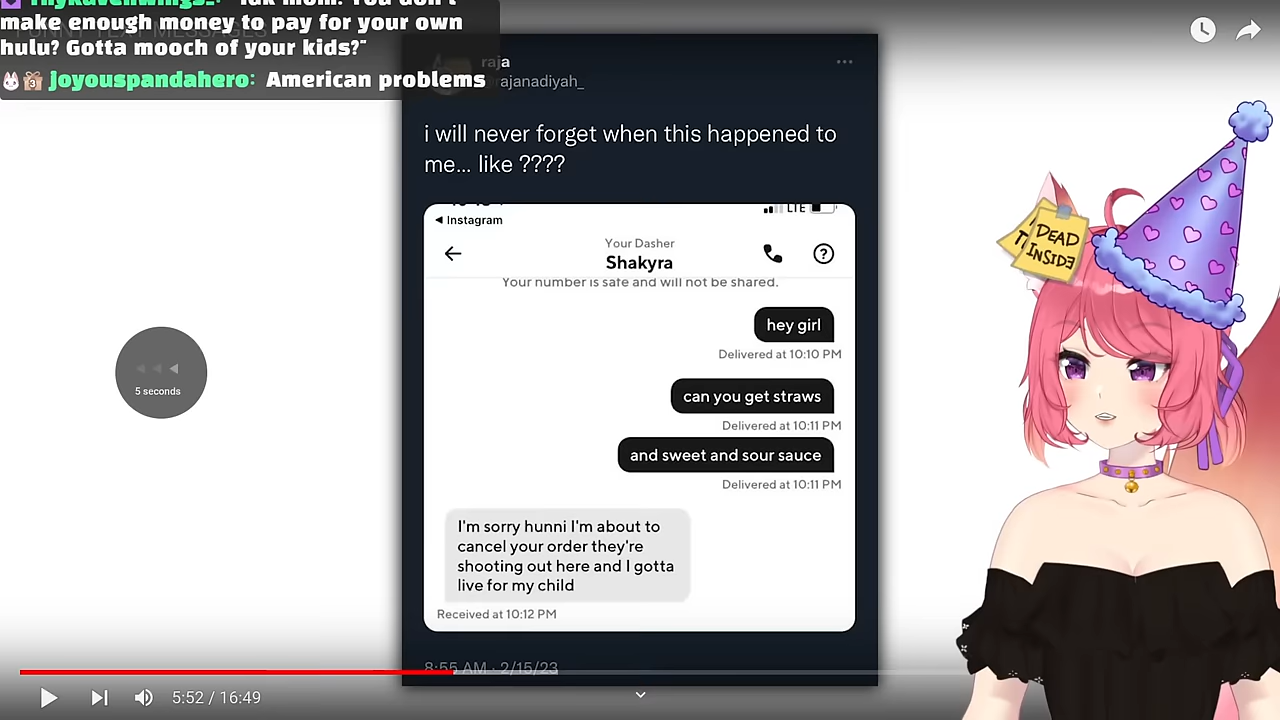 make enough money to pay for your own
hulu? Gotta mooch of your kids?"
joyouspandahero: American problems
raja
rajanadiyah_
i will never forget when this happened to
me... like ????
Instagram
LTE
Your Dasher
Shakyra
Your number is safe and will not be shared.
hey girl
Delivered at 10:10 PM
can you get straws
Delivered at 10:11 PM
and sweet and sour sauce
Delivered at 10:11 PM
I'm sorry hunni I'm about to
cancel your order they're
shooting out here and I gotta
live for my child
Received at 10:12 PM
8:55 AM · 2/15/23
5 seconds
DEAD
INSIDE
5:52 / 16:49